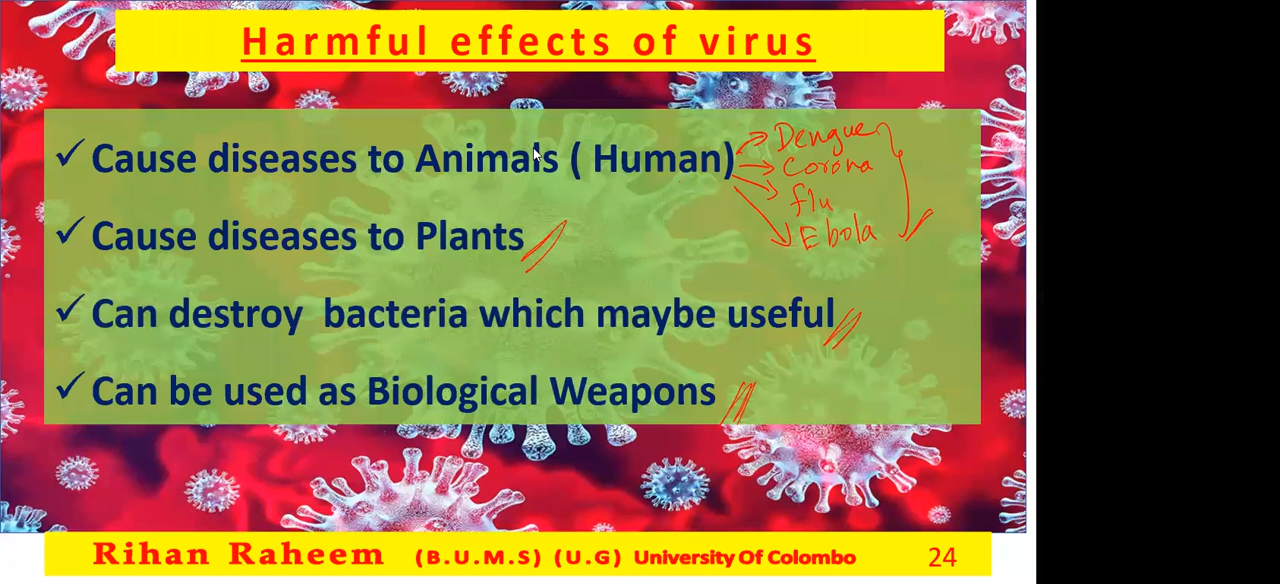 Harmful effects of virus
✓ Cause diseases to Animals ( Human)
Dengue
Corona
flu
Ebola
✓ Cause diseases to Plants
✓ Can destroy bacteria which maybe useful
✓ Can be used as Biological Weapons
Rihan Raheem (B.U.M.S) (U.G) University Of Colombo 24